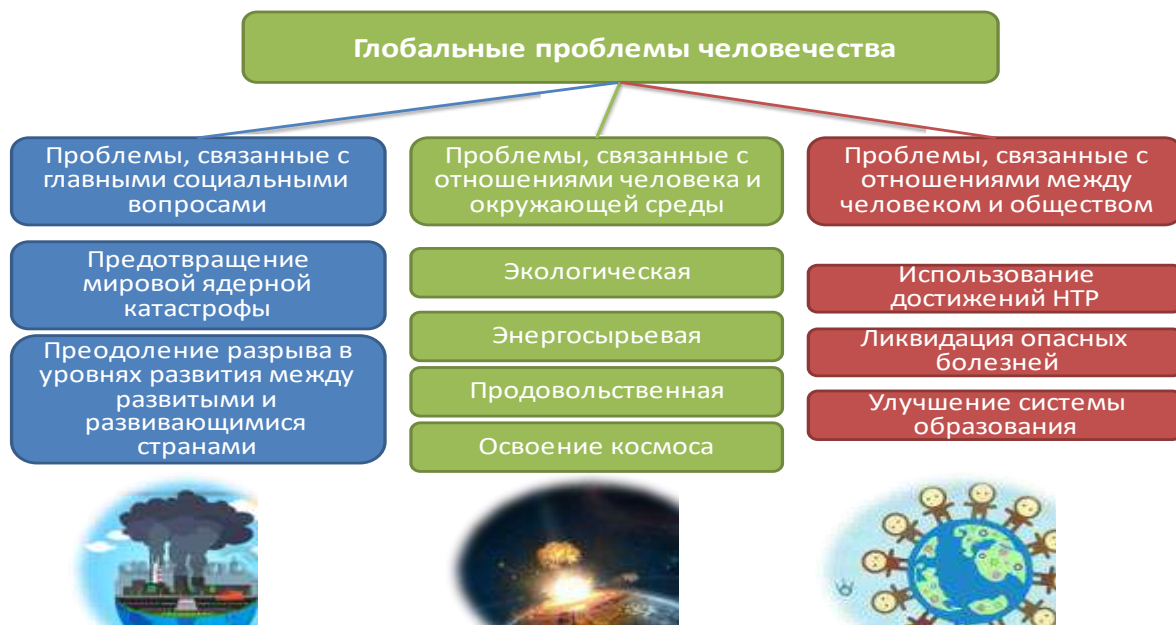 Глобальные проблемы человечества
Проблемы, связанные с
главными социальными
вопросами
Предотвращение
мировой ядерной
катастрофы
Преодоление разрыва в
уровнях развития между
развитыми и
развивающимися
странами
Проблемы, связанные с
отношениями человека и
окружающей среды
Экологическая
Энергосырьевая
Продовольственная
Освоение космоса
Проблемы, связанные с
отношениями между
человеком и обществом
Использование
достижений НТР
Ликвидация опасных
болезней
Улучшение системы
образования